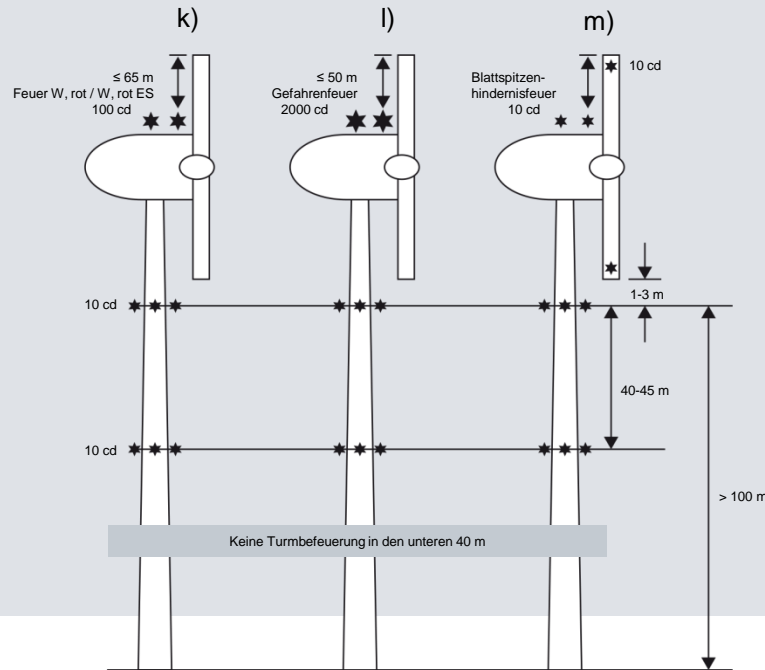 k)
l)
m)
≤ 65 m
Feuer W, rot / W, rot ES
100 cd
≤ 50 m
Gefahrenfeuer
2000 cd
Blattspitzen-
hindernisfeuer
10 cd
10 cd
1-3 m
10 cd
40-45 m
10 cd
> 100 m
Keine Turmbefeuerung in den unteren 40 m